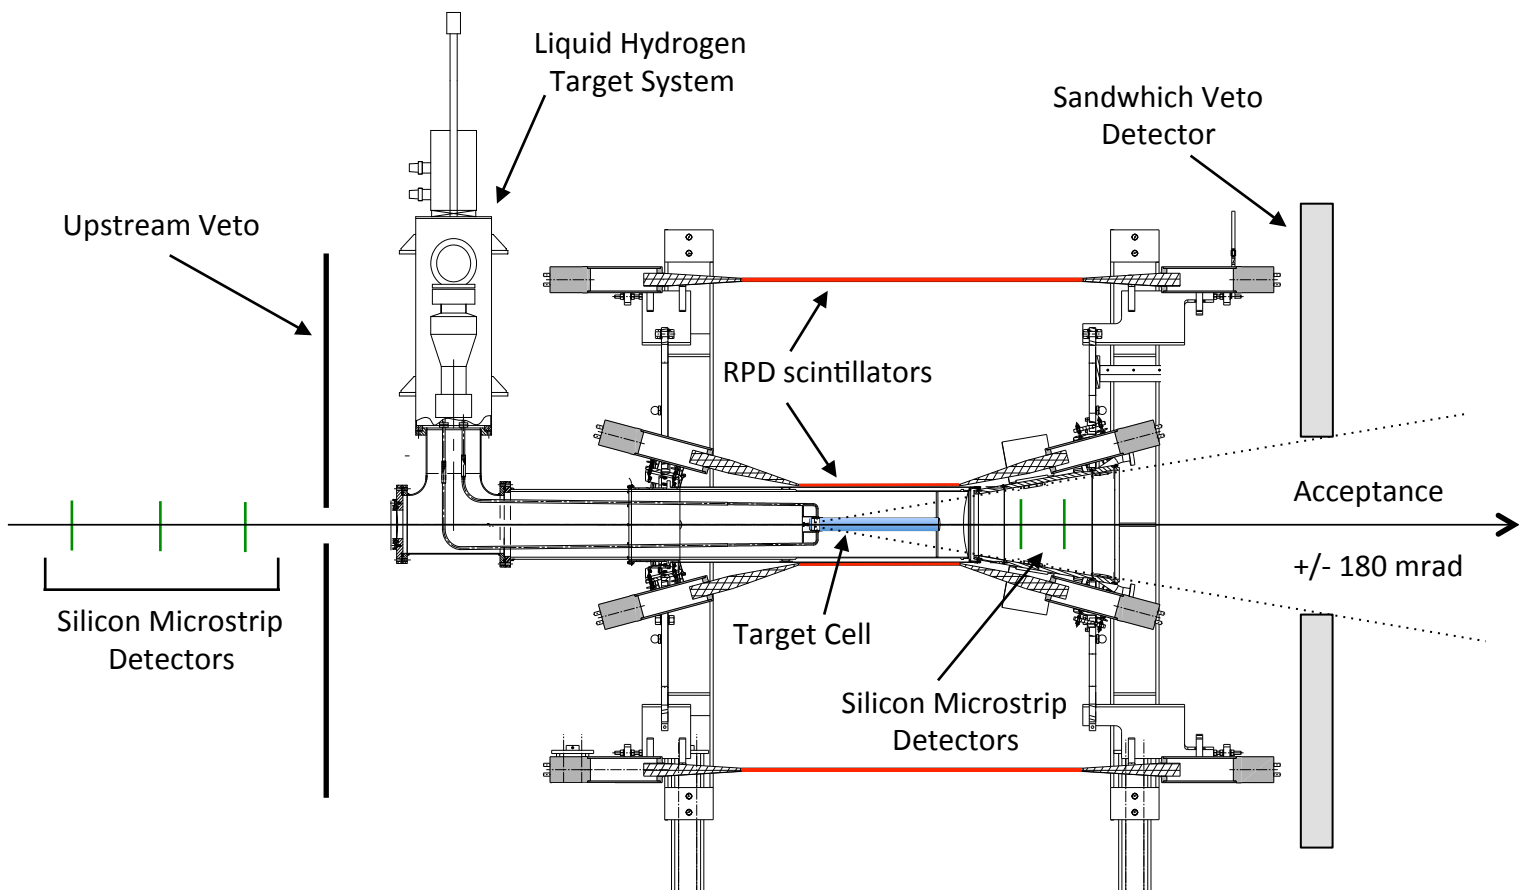 Liquid Hydrogen
Target System
Sandwhich Veto
Detector
Upstream Veto
RPD scintillators
Acceptance
+/- 180 mrad
Silicon Microstrip
Detectors
Target Cell
Silicon Microstrip
Detectors